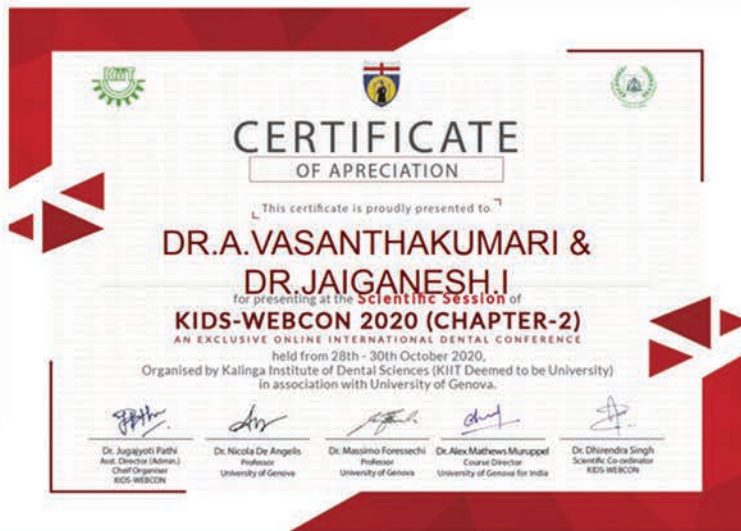 KIIT
CERTIFICATE
OF APRECIATION
This certificate is proudly presented to
DR.A.VASANTHAKUMARI &
DR.JAIGANESH.I
for presenting at the Scientific Session of
KIDS-WEBCON 2020 (CHAPTER-2)
AN EXCLUSIVE ONLINE INTERNATIONAL DENTAL CONFERENCE
held from 28th - 30th October 2020,
Organised by Kalinga Institute of Dental Sciences (KIIT Deemed to be University)
in association with University of Genova.
Dr. Jugajyoti Pathi
Asst. Director (Admin.)
Cheif Organiser
KIDS-WEBCON
Dr. Nicola De Angelis
Professor
University of Genova
Dr. Massimo Foressechi
Professor
University of Genova
Dr. Alex Mathews Muruppel
Course Director
University of Genova for India
Dr. Dhirendra Singh
Scientific Co-ordinator
KIDS-WEBCON